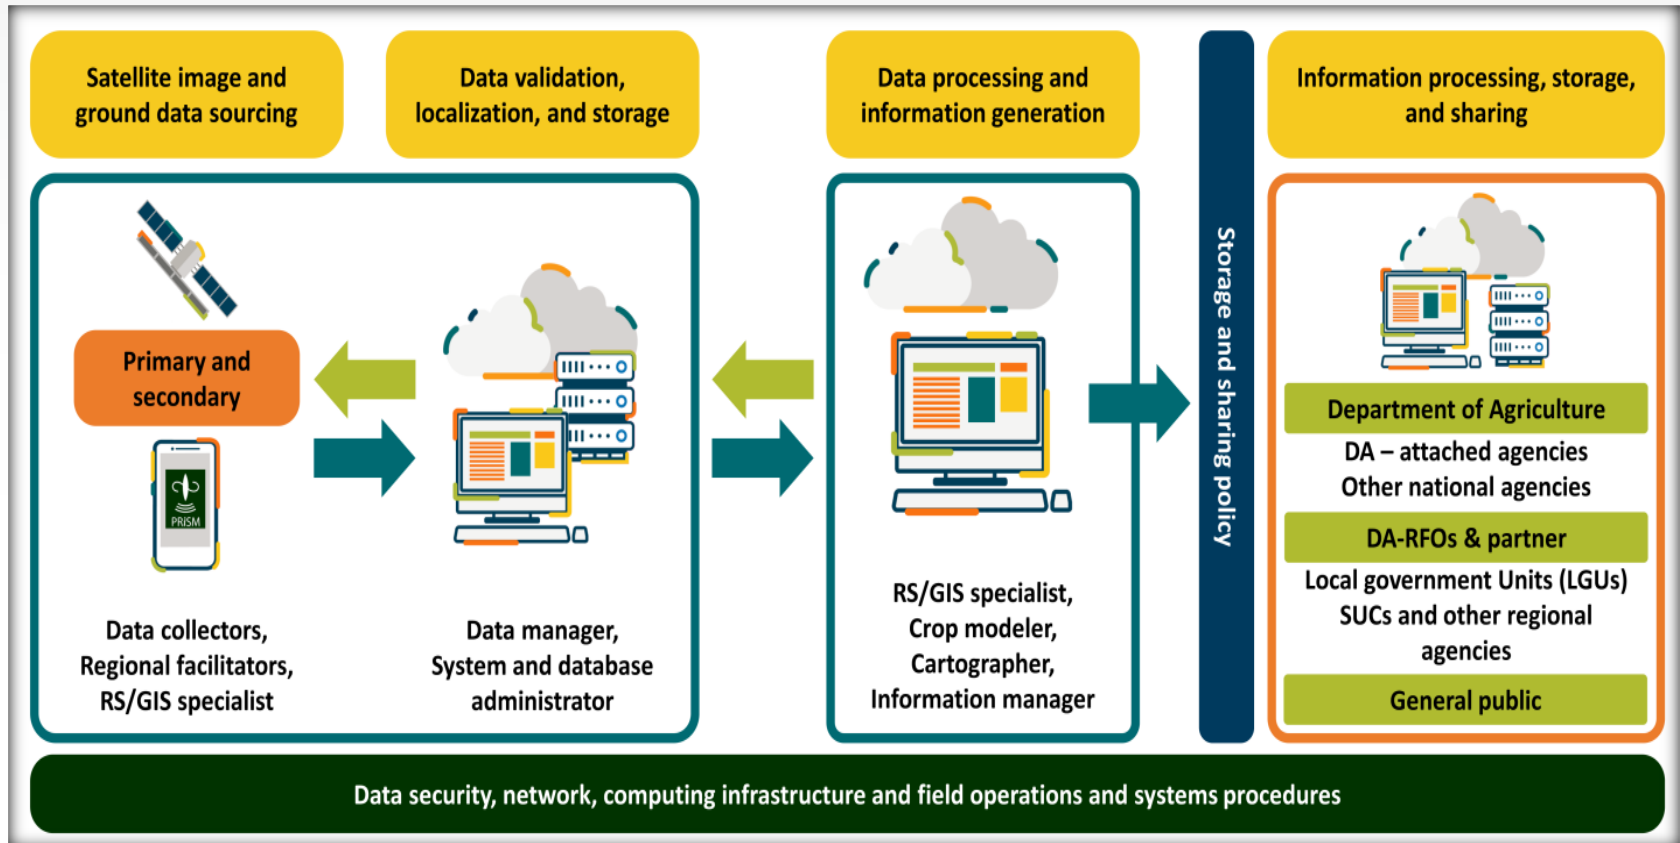 Satellite image and
ground data sourcing
Data validation,
localization, and storage
Data processing and
information generation
Information processing, storage,
and sharing
Primary and
secondary
PRiSM
Data collectors,
Regional facilitators,
RS/GIS specialist
Data manager,
System and database
administrator
RS/GIS specialist,
Crop modeler,
Cartographer,
Information manager
Storage and sharing policy
Department of Agriculture
DA – attached agencies
Other national agencies
DA-RFOs & partner
Local government Units (LGUs)
SUCs and other regional
agencies
General public
Data security, network, computing infrastructure and field operations and systems procedures